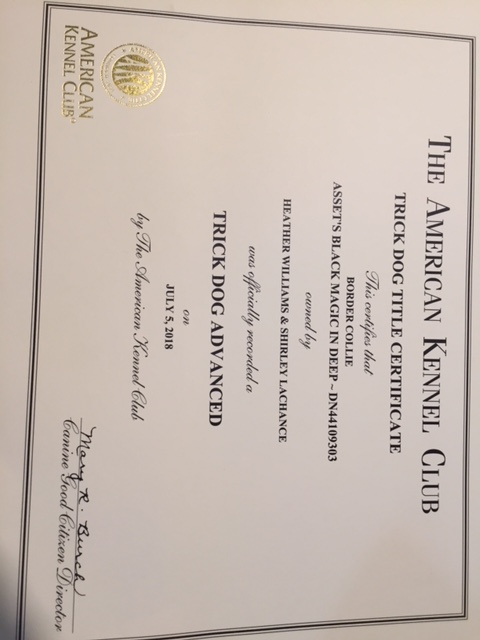 THE AMERICAN KENNEL CLUB
TRICK DOG TITLE CERTIFICATE
This certifies that
BORDER COLLIE
ASSET'S BLACK MAGIC IN DEEP ~ DN44109303
owned by
HEATHER WILLIAMS & SHIRLEY LACHANCE
was officially recorded a
TRICK DOG ADVANCED
on
JULY 5, 2018
by The American Kennel Club
AMERICAN
KENNEL CLUB
Mary R. Burch
Canine Good Citizen Director